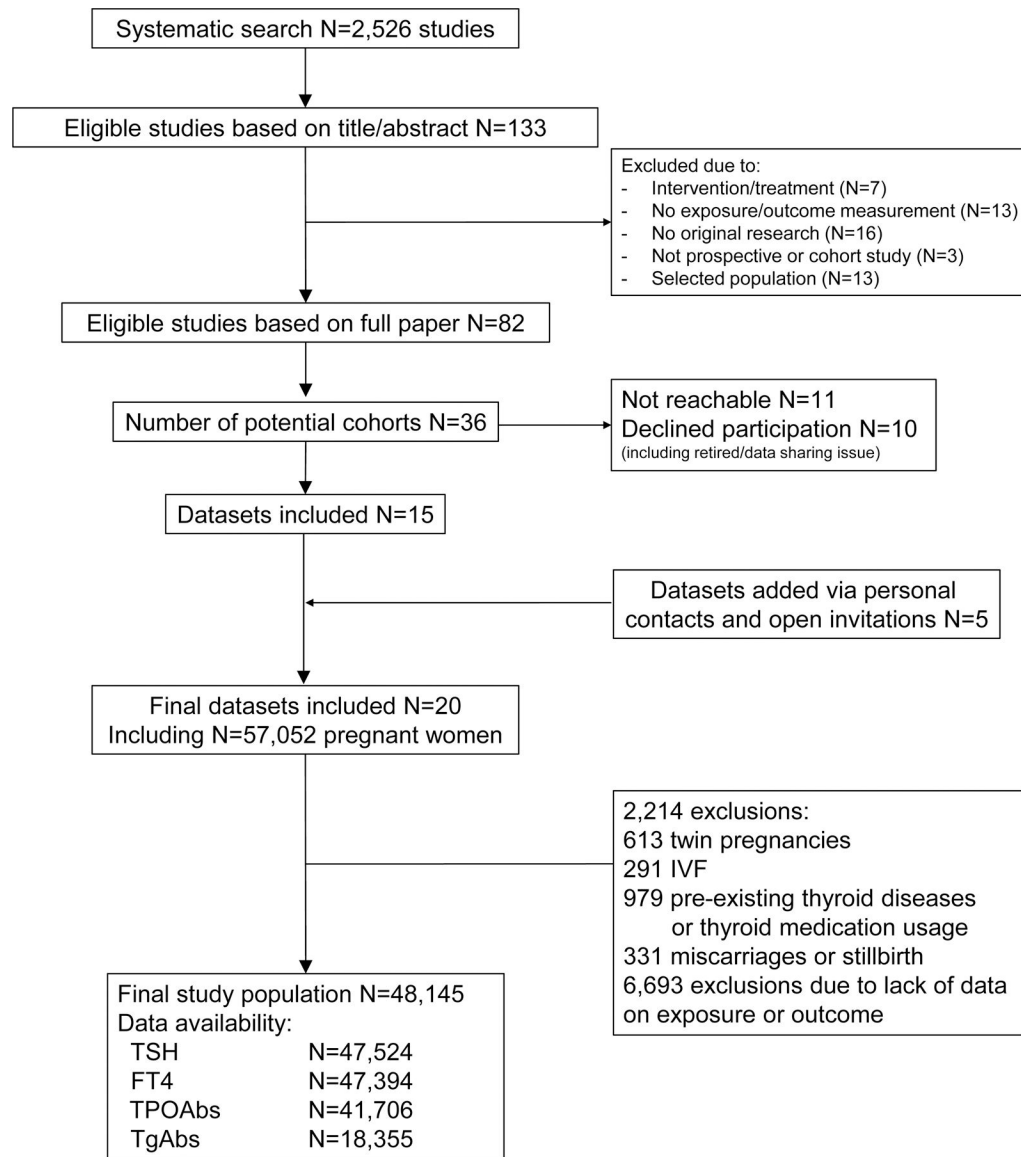 Systematic search N=2,526 studies
Eligible studies based on title/abstract N=133
Excluded due to:
- Intervention/treatment (N=7)
- No exposure/outcome measurement (N=13)
- No original research (N=16)
- Not prospective or cohort study (N=3)
- Selected population (N=13)
Eligible studies based on full paper N=82
Number of potential cohorts N=36
Not reachable N=11
Declined participation N=10
(including retired/data sharing issue)
Datasets included N=15
Datasets added via personal
contacts and open invitations N=5
Final datasets included N=20
Including N=57,052 pregnant women
2,214 exclusions:
613 twin pregnancies
291 IVF
979 pre-existing thyroid diseases
or thyroid medication usage
331 miscarriages or stillbirth
6,693 exclusions due to lack of data
on exposure or outcome
Final study population N=48,145
Data availability:
TSH N=47,524
FT4 N=47,394
TPOAbs N=41,706
TgAbs N=18,355